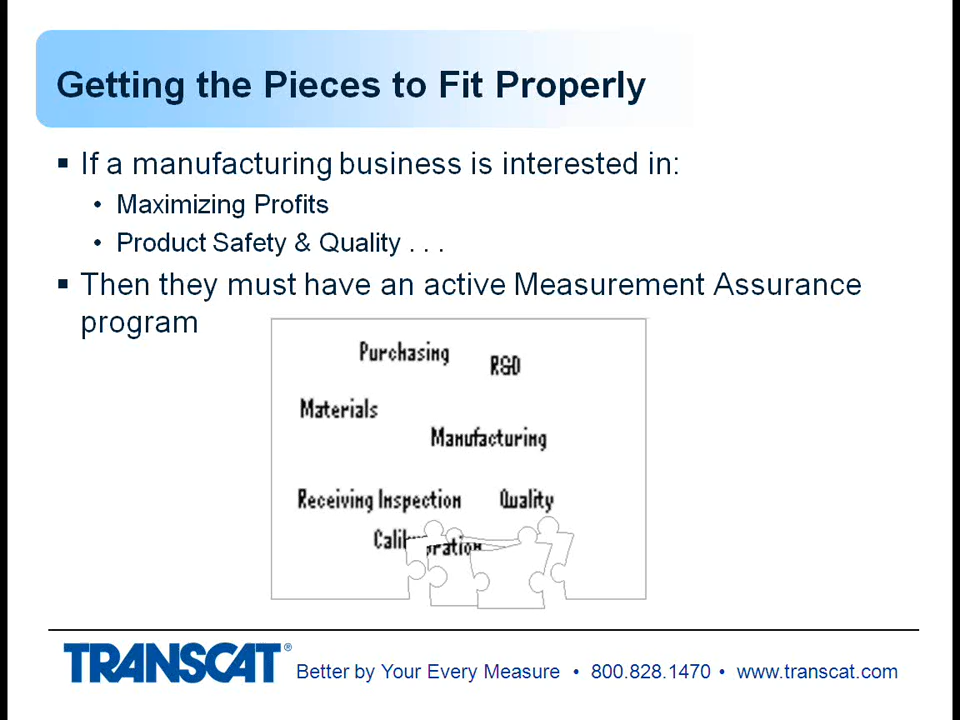 Getting the Pieces to Fit Properly
▪ If a manufacturing business is interested in:
• Maximizing Profits
• Product Safety & Quality . . .
▪ Then they must have an active Measurement Assurance
program
Purchasing
R&D
Materials
Manufacturing
Receiving Inspection Quality
Calibration
TRANSCAT® Better by Your Every Measure • 800.828.1470 • www.transcat.com